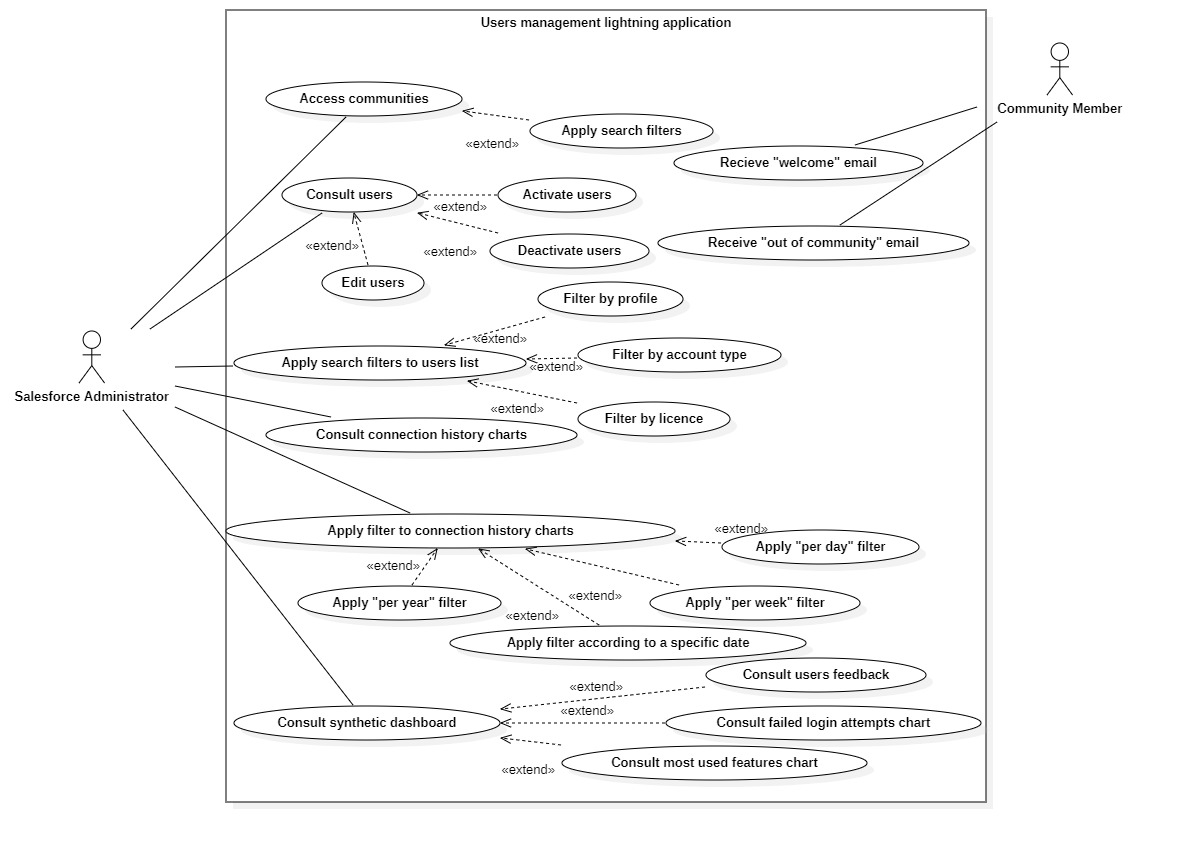 Users management lightning application
Access communities
Community Member
Apply search filters
«extend»
Recieve "welcome" email
Consult users
Activate users
«extend»
Receive "out of community" email
«extend»
«extend»
Deactivate users
Edit users
Filter by profile
«extend»
Apply search filters to users list
Filter by account type
«extend»
Salesforce Administrator
«extend»
Filter by licence
Consult connection history charts
Apply filter to connection history charts
«extend»
Apply "per day" filter
«extend»
«extend»
Apply "per year" filter
Apply "per week" filter
«extend»
Apply filter according to a specific date
Consult users feedback
«extend»
«extend»
Consult synthetic dashboard
Consult failed login attempts chart
Consult most used features chart
«extend»